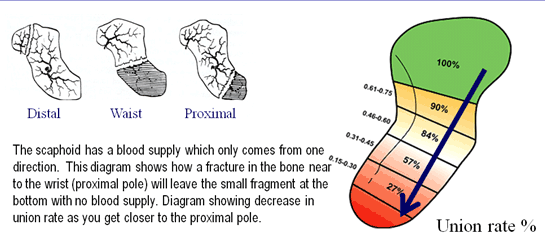 Distal Waist Proximal
The scaphoid has a blood supply which only comes from one
direction. This diagram shows how a fracture in the bone near
to the wrist (proximal pole) will leave the small fragment at the
bottom with no blood supply. Diagram showing decrease in
union rate as you get closer to the proximal pole.
100%
0.61-0.75
90%
0.46-0.60
84%
0.31-0.45
57%
0.15-0.30
27%
Union rate %